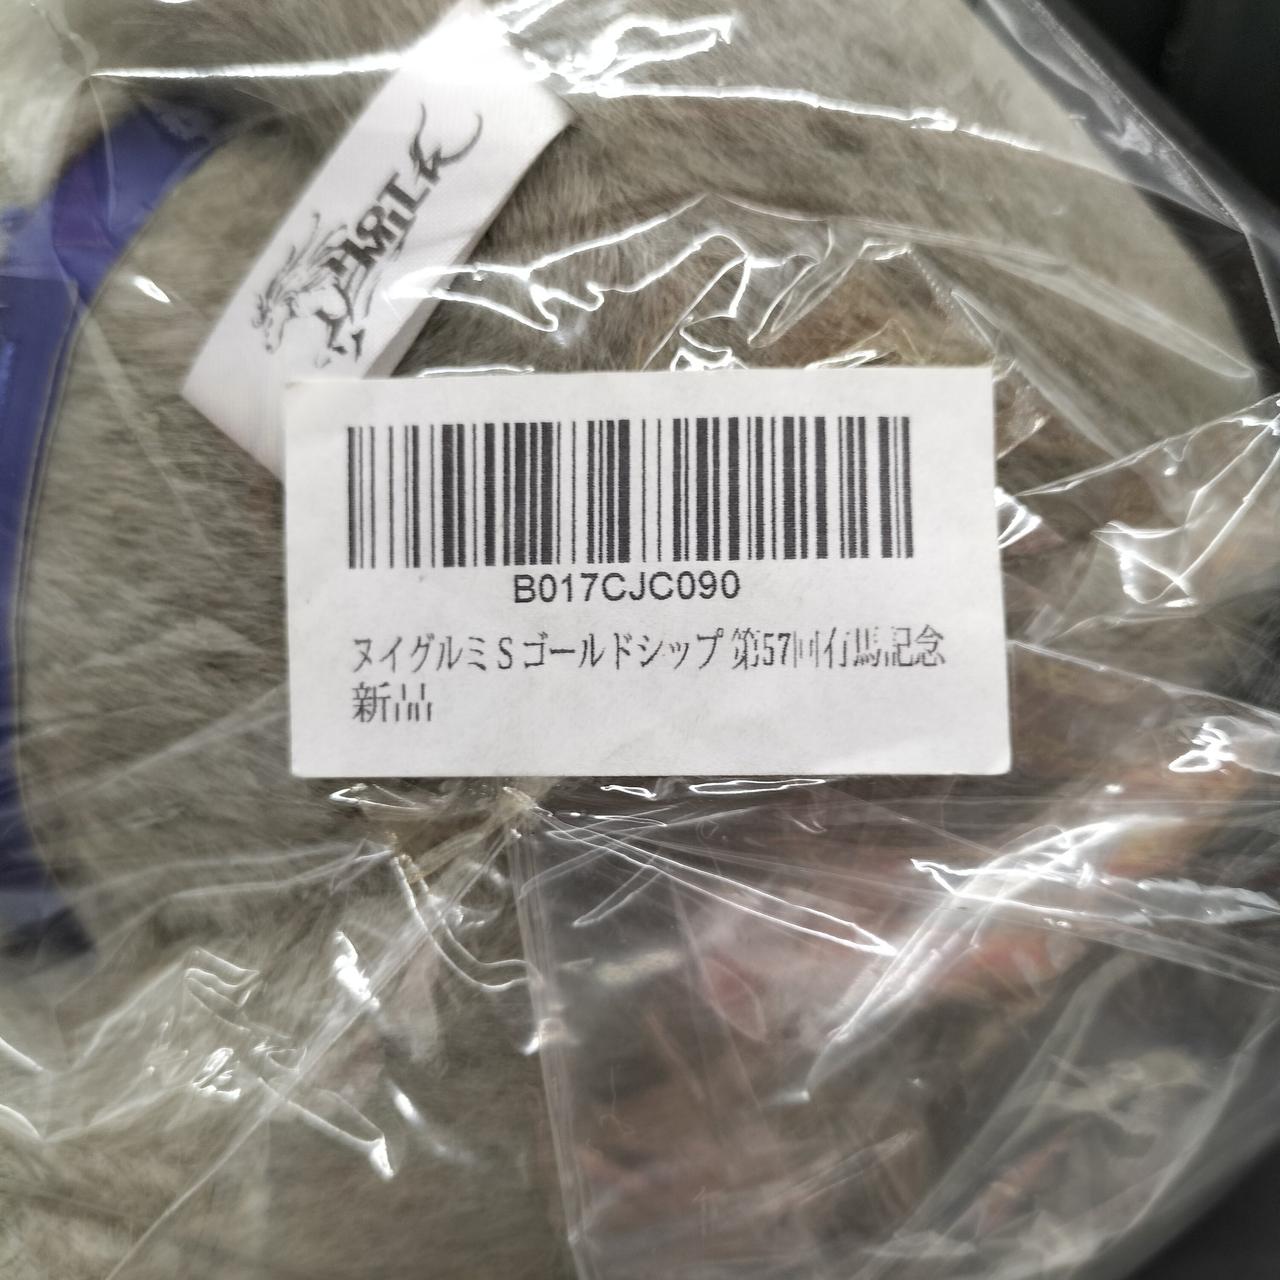 B017CJC090
ヌイグルミSゴールドシップ 第57回有馬記念
新品